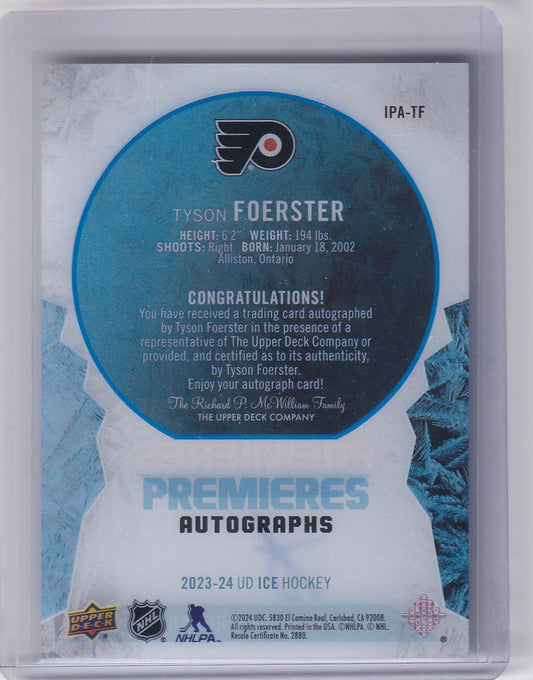 IPA-TF
TYSON FOERSTER
HEIGHT: 6'2" WEIGHT: 194 lbs.
SHOOTS: Right BORN: January 18, 2002
Alliston, Ontario
CONGRATULATIONS!
You have received a trading card autographed
by Tyson Foerster in the presence of a
representative of The Upper Deck Company or
provided, and certified as to its authenticity,
by Tyson Foerster.
Enjoy your autograph card!
The Richard P. McWilliam Family
THE UPPER DECK COMPANY
PREMIERES
AUTOGRAPHS
2023-24 UD ICE HOCKEY
UPPER DECK
NHL
NHLPA
©2024 UDC, 5830 El Camino Real, Carlsbad, CA 92008.
All rights reserved. Printed in the USA. ©NHLPA. © NHL.
Resale Certificate No. 2880.